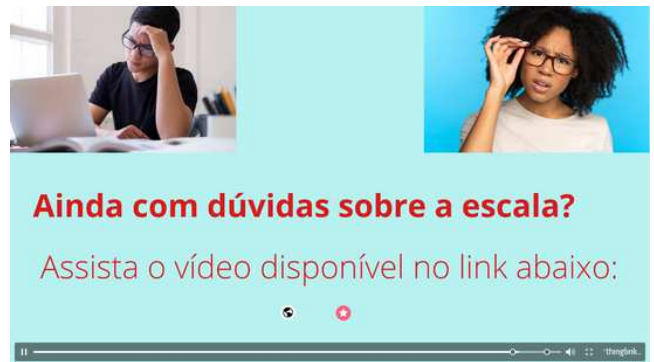 Ainda com dúvidas sobre a escala?
Assista o vídeo disponível no link abaixo:
thinglink..